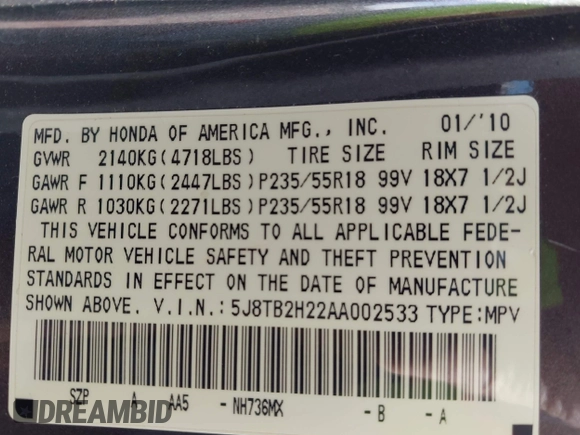 MFD. BY HONDA OF AMERICA MFG., INC. 01/'10
GVWR 2140KG(4718LBS) TIRE SIZE RIM SIZE
GAWR F 1110KG(2447LBS)P235/55R18 99V 18X7 1/2J
GAWR R 1030KG(2271LBS)P235/55R18 99V 18X7 1/2J
THIS VEHICLE CONFORMS TO ALL APPLICABLE FEDE-
RAL MOTOR VEHICLE SAFETY AND THEFT PREVENTION
STANDARDS IN EFFECT ON THE DATE OF MANUFACTURE
SHOWN ABOVE. V.I.N.:5J8TB2H22AA002533 TYPE:MPV
SZP A AA5 - NH736MX - B - A
iDREAMBID